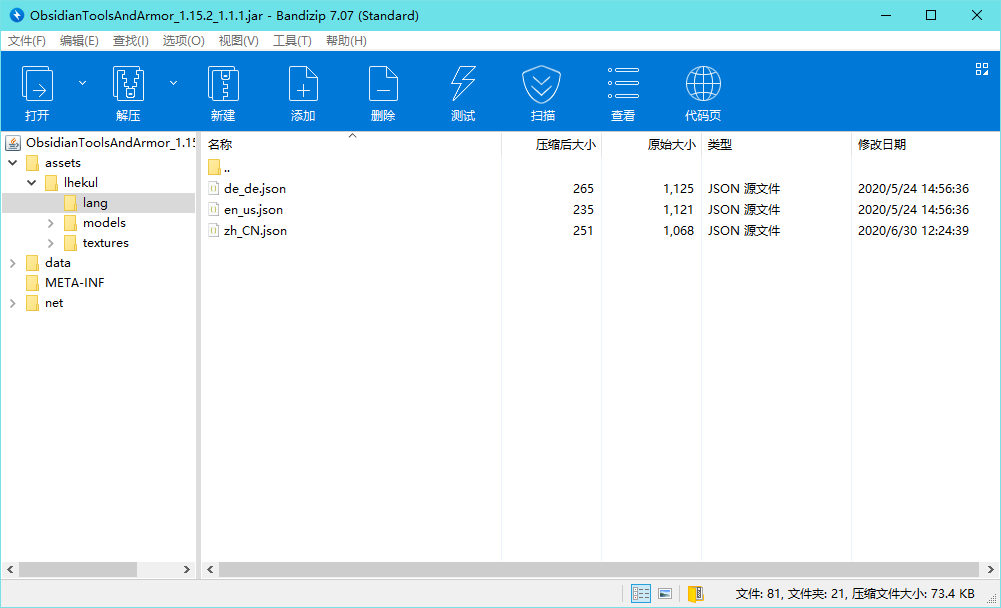 ObsidianToolsAndArmor_1.15.2_1.1.1.jar - Bandizip 7.07 (Standard)
文件(F) 编辑(E) 查找(I) 选项(O) 视图(V) 工具(T) 帮助(H)
打开 解压 新建 添加 删除 测试 扫描 查看 代码页
ObsidianToolsAndArmor_1.15
assets
lhekul
lang
models
textures
data
META-INF
net
名称 压缩后大小 原始大小 类型 修改日期
..
de_de.json 265 1,125 JSON 源文件 2020/5/24 14:56:36
en_us.json 235 1,121 JSON 源文件 2020/5/24 14:56:36
zh_CN.json 251 1,068 JSON 源文件 2020/6/30 12:24:39
文件: 81, 文件夹: 21, 压缩文件大小: 73.4 KB